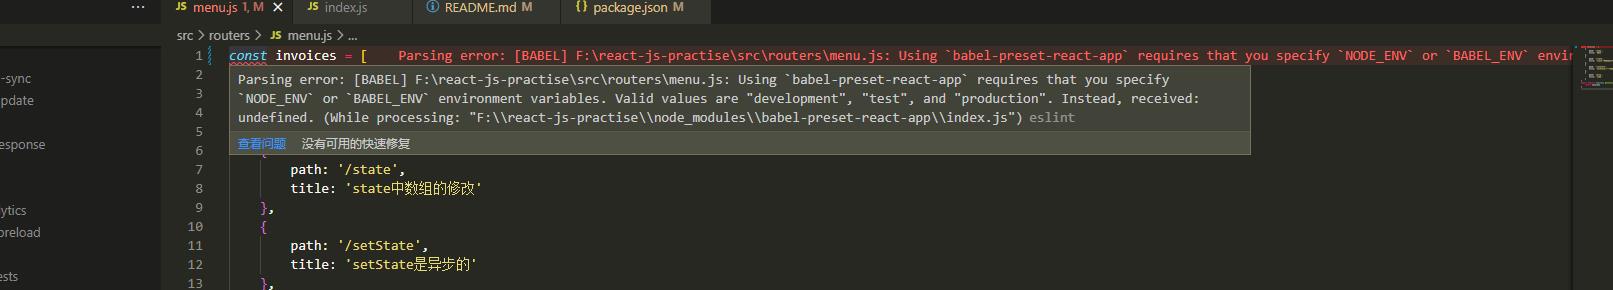 ··· JS menu.js 1, M × JS index.js ⓘ README.md M {} package.json M
src > routers > JS menu.js > ...
1 const invoices = [ Parsing error: [BABEL] F:\react-js-practise\src\routers\menu.js: Using `babel-preset-react-app` requires that you specify `NODE_ENV` or `BABEL_ENV` envir
-sync
pdate
esponse
lytics
preload
ests
2
Parsing error: [BABEL] F:\react-js-practise\src\routers\menu.js: Using `babel-preset-react-app` requires that you specify
3
`NODE_ENV` or `BABEL_ENV` environment variables. Valid values are "development", "test", and "production". Instead, received:
4
undefined. (While processing: "F:\\react-js-practise\\node_modules\\babel-preset-react-app\\index.js") eslint
5
查看问题 没有可用的快速修复
6 {
7 path: '/state',
8 title: 'state中数组的修改'
9 },
10 {
11 path: '/setState',
12 title: 'setState是异步的'
13 },